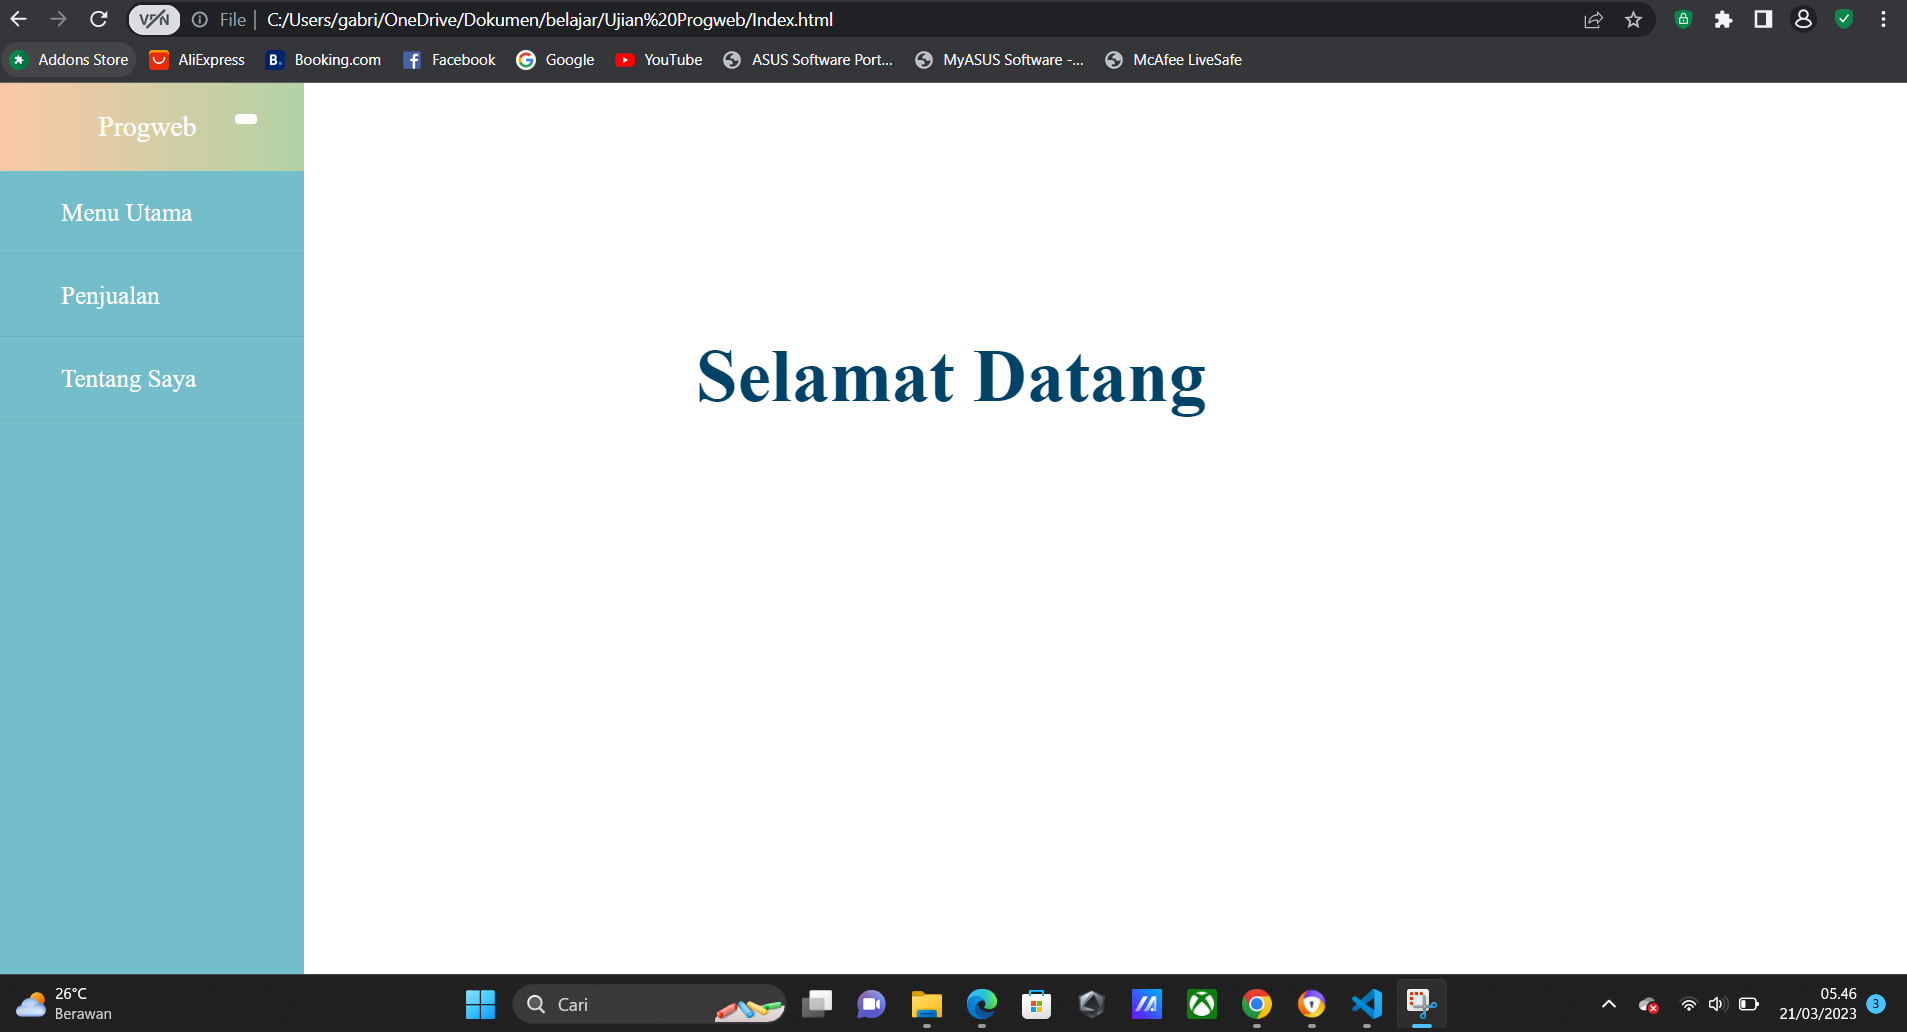 VPN File C:/Users/gabri/OneDrive/Dokumen/belajar/Ujian%20Progweb/Index.html
Addons Store AliExpress B. Booking.com Facebook Google YouTube ASUS Software Port... MyASUS Software -... McAfee LiveSafe
Progweb
Menu Utama
Penjualan
Tentang Saya
Selamat Datang
26°C
Berawan
Cari
05.46
21/03/2023
3